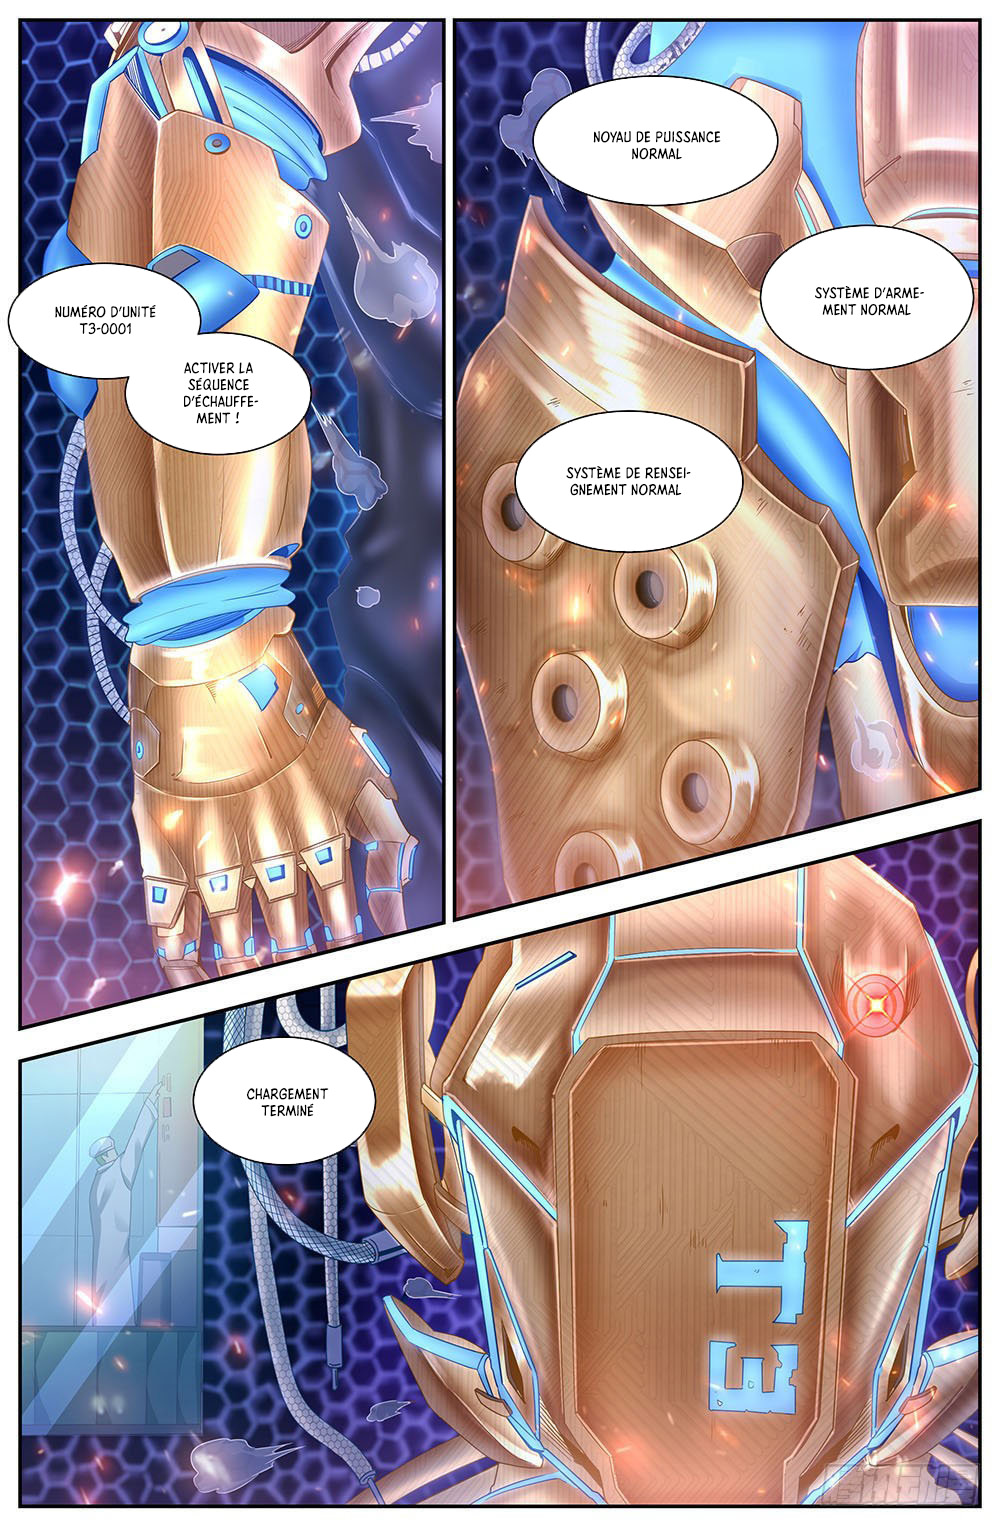 NUMÉRO D'UNITÉ
T3-0001
ACTIVER LA
SÉQUENCE
D'ÉCHAUFFE-
MENT !
NOYAU DE PUISSANCE
NORMAL
SYSTÈME D'ARME-
MENT NORMAL
SYSTÈME DE RENSEI-
GNEMENT NORMAL
CHARGEMENT
TERMINÉ
T3